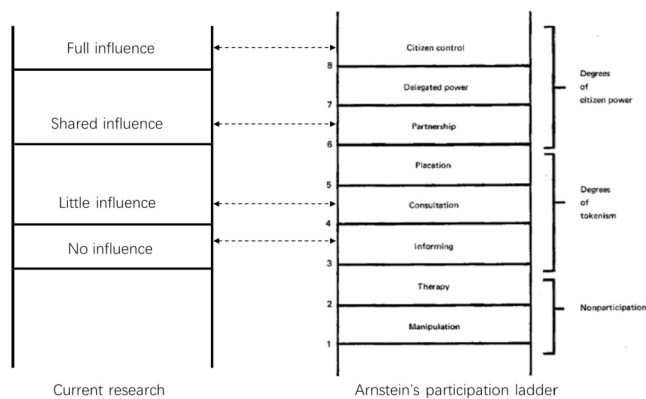 Full influence
Shared influence
Little influence
No influence
Current research
Citizen control
8
Delegated power
7
Partnership
6
Placation
5
Consultation
4
Informing
3
Therapy
2
Manipulation
1
Degrees
of
citizen power
Degrees
of
tokenism
Nonparticipation
Arnstein's participation ladder